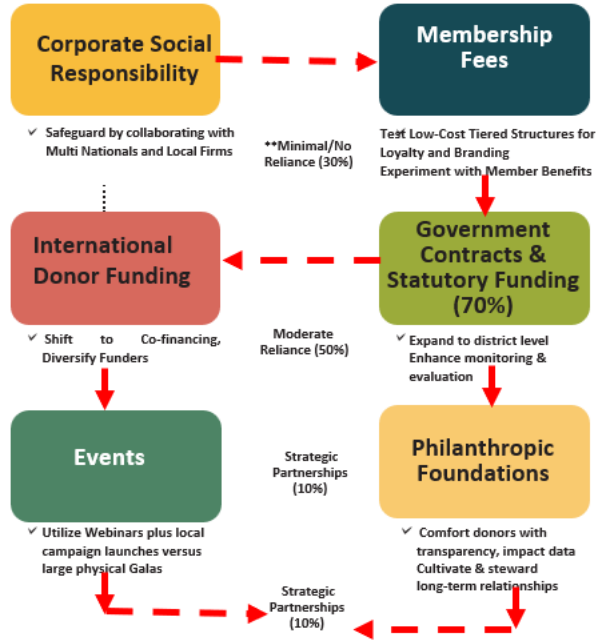 Corporate Social
Responsibility
Membership
Fees
Safeguard by collaborating with
Multi Nationals and Local Firms
**Minimal/No
Reliance (30%)
Test Low-Cost Tiered Structures for
Loyalty and Branding
Experiment with Member Benefits
International
Donor Funding
Government
Contracts &
Statutory Funding
(70%)
Shift to Co-financing,
Diversify Funders
Moderate
Reliance (50%)
Expand to district level
Enhance monitoring &
evaluation
Events
Strategic
Partnerships
(10%)
Philanthropic
Foundations
Utilize Webinars plus local
campaign launches versus
large physical Galas
Comfort donors with
transparency, impact data
Cultivate & steward
long-term relationships
Strategic
Partnerships
(10%)